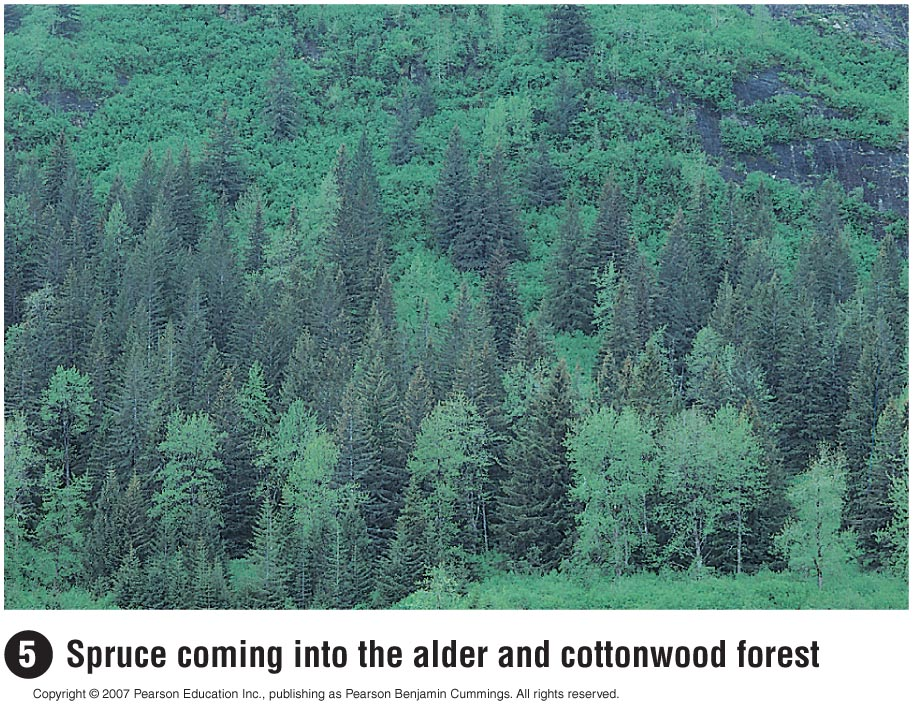 5 Spruce coming into the alder and cottonwood forest
Copyright © 2007 Pearson Education Inc., publishing as Pearson Benjamin Cummings. All rights reserved.